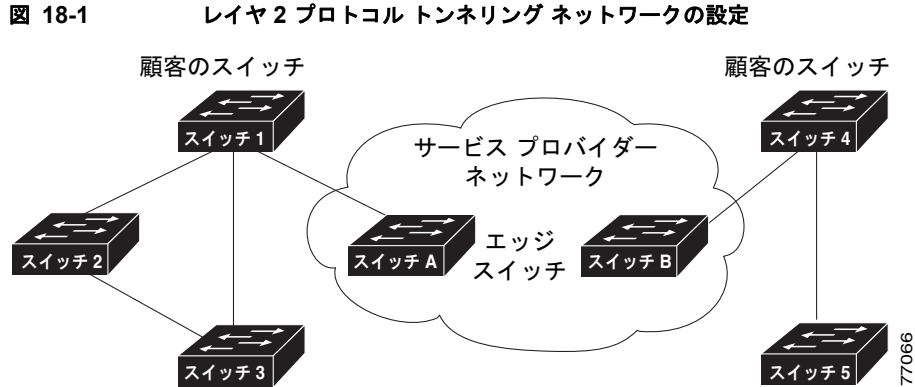 図 18-1 レイヤ 2 プロトコル トンネリング ネットワークの設定
顧客のスイッチ
顧客のスイッチ
スイッチ 1
スイッチ 4
サービス プロバイダー
ネットワーク
スイッチ 2
スイッチ A
エッジ
スイッチ
スイッチ B
スイッチ 3
スイッチ 5
77066